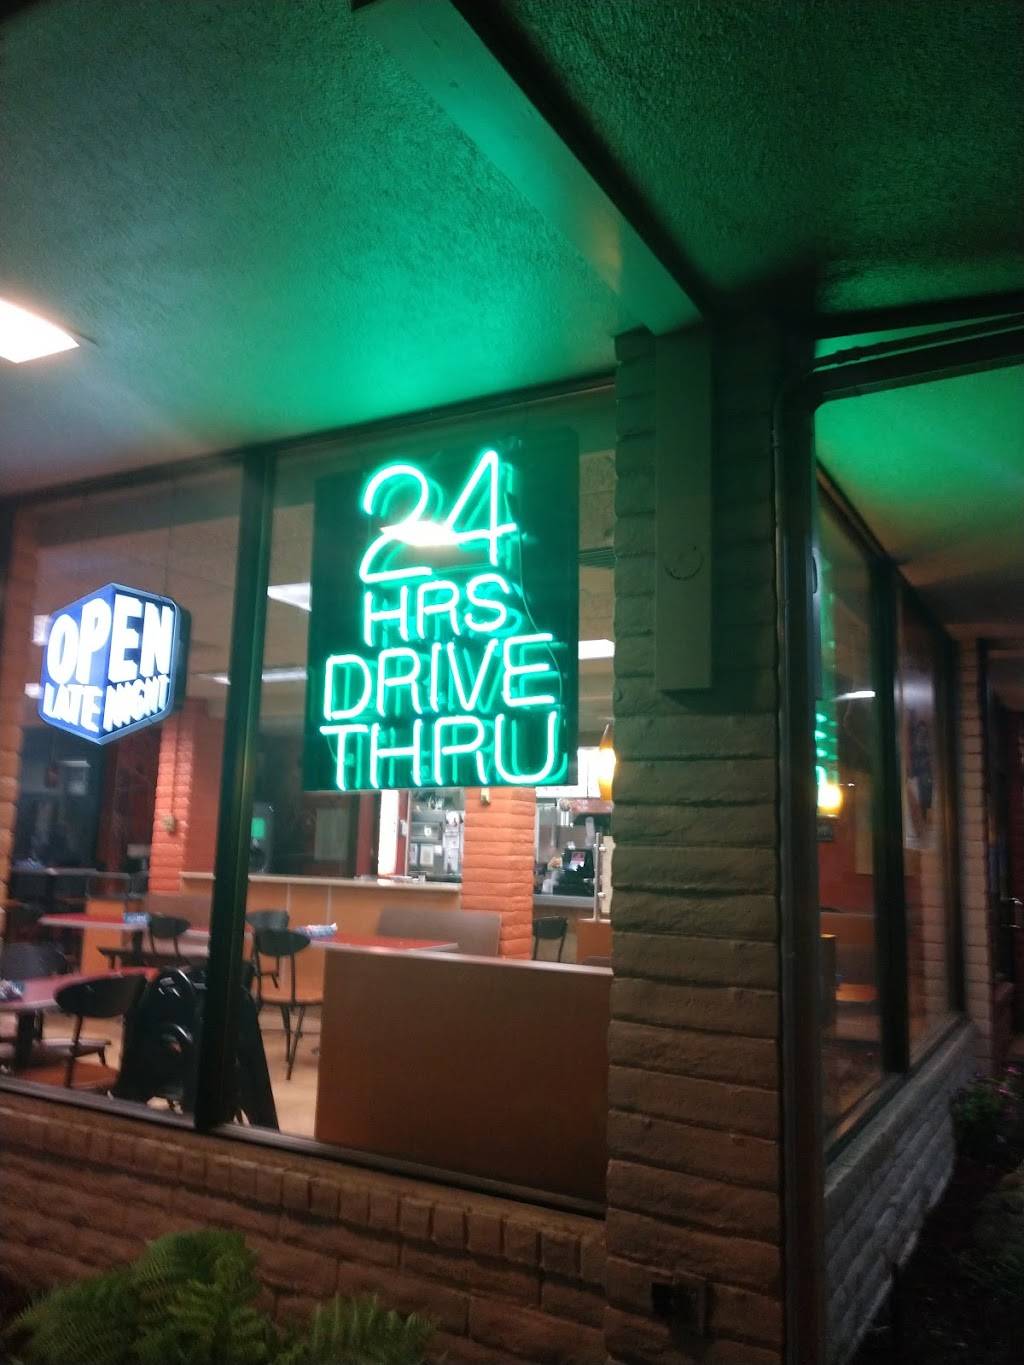 OPEN
LATE NIGHT
24
HRS
DRIVE
THRU